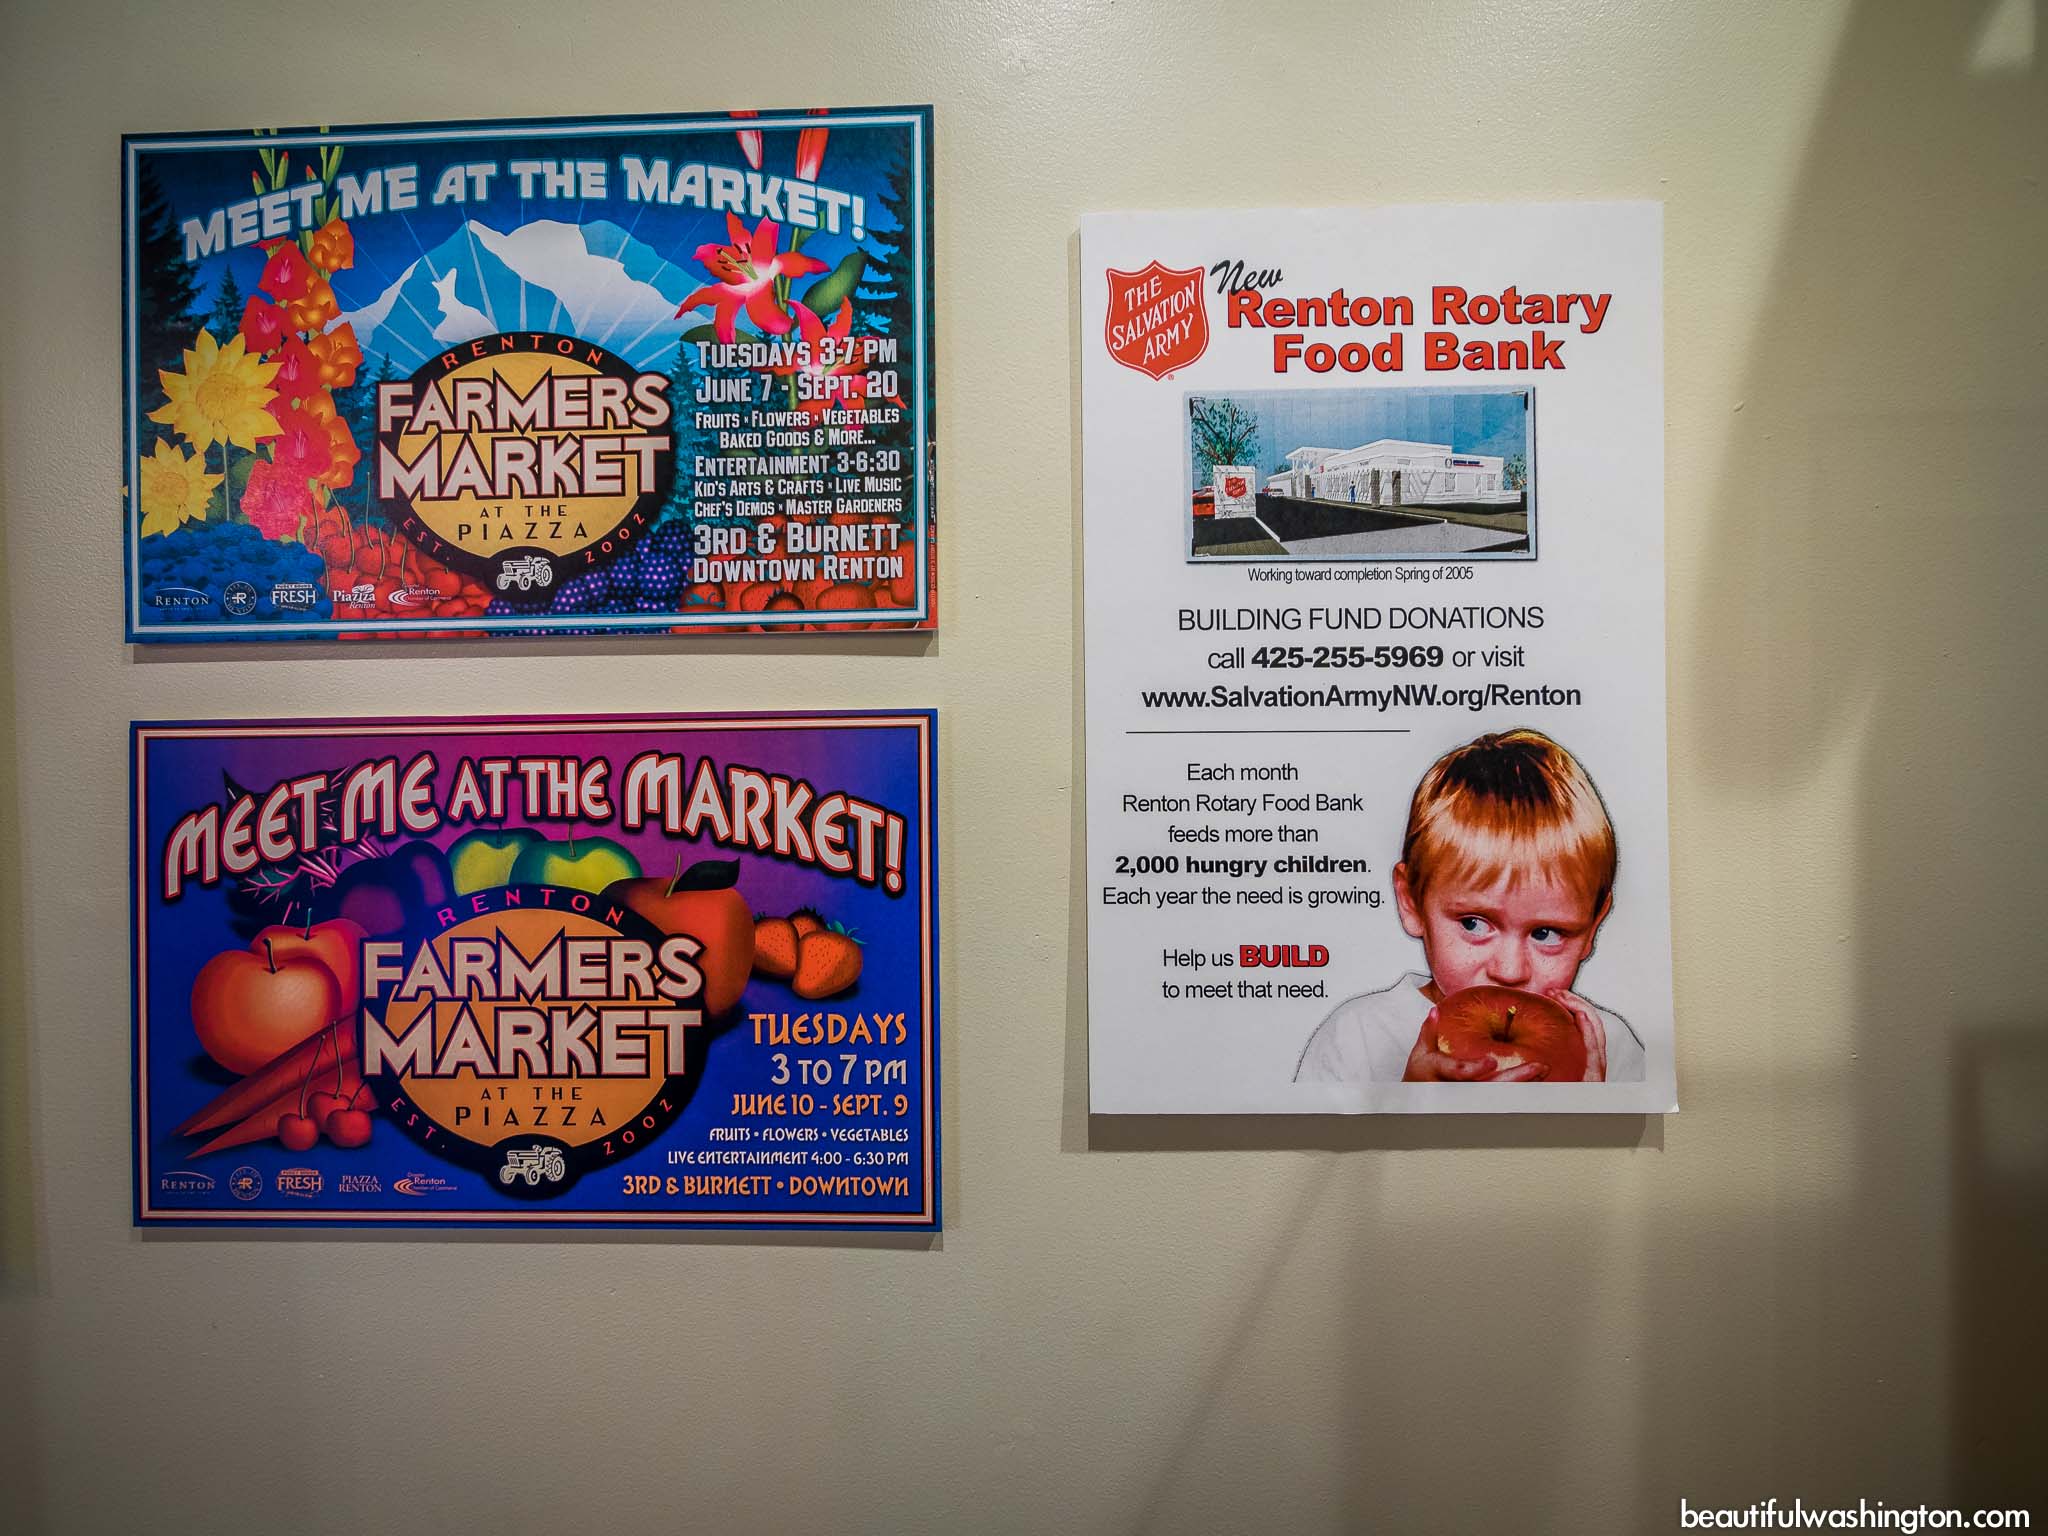 MEET ME AT THE MARKET!
RENTON
FARMERS
MARKET
AT THE
PIAZZA
EST. 2002
TUESDAYS 3-7 PM
JUNE 7 - SEPT. 20
FRUITS • FLOWERS • VEGETABLES
BAKED GOODS & MORE...
ENTERTAINMENT 3-6:30
KID'S ARTS & CRAFTS • LIVE MUSIC
CHEF'S DEMOS • MASTER GARDENERS
3RD & BURNETT
DOWNTOWN RENTON
RENTON
FRESH
Piazza
Renton
Renton
MEET ME AT THE MARKET!
RENTON
FARMERS
MARKET
AT THE
PIAZZA
EST. 2002
TUESDAYS
3 TO 7 PM
JUNE 10 - SEPT. 9
FRUITS • FLOWERS • VEGETABLES
LIVE ENTERTAINMENT 4:00 - 6:30 PM
3RD & BURNETT • DOWNTOWN
RENTON
FRESH
PIAZZA
RENTON
Renton
THE
SALVATION
ARMY
New
Renton Rotary
Food Bank
Working toward completion Spring of 2005
BUILDING FUND DONATIONS
call 425-255-5969 or visit
www.SalvationArmyNW.org/Renton
Each month
Renton Rotary Food Bank
feeds more than
2,000 hungry children.
Each year the need is growing.
Help us BUILD
to meet that need.
beautifulwashington.com